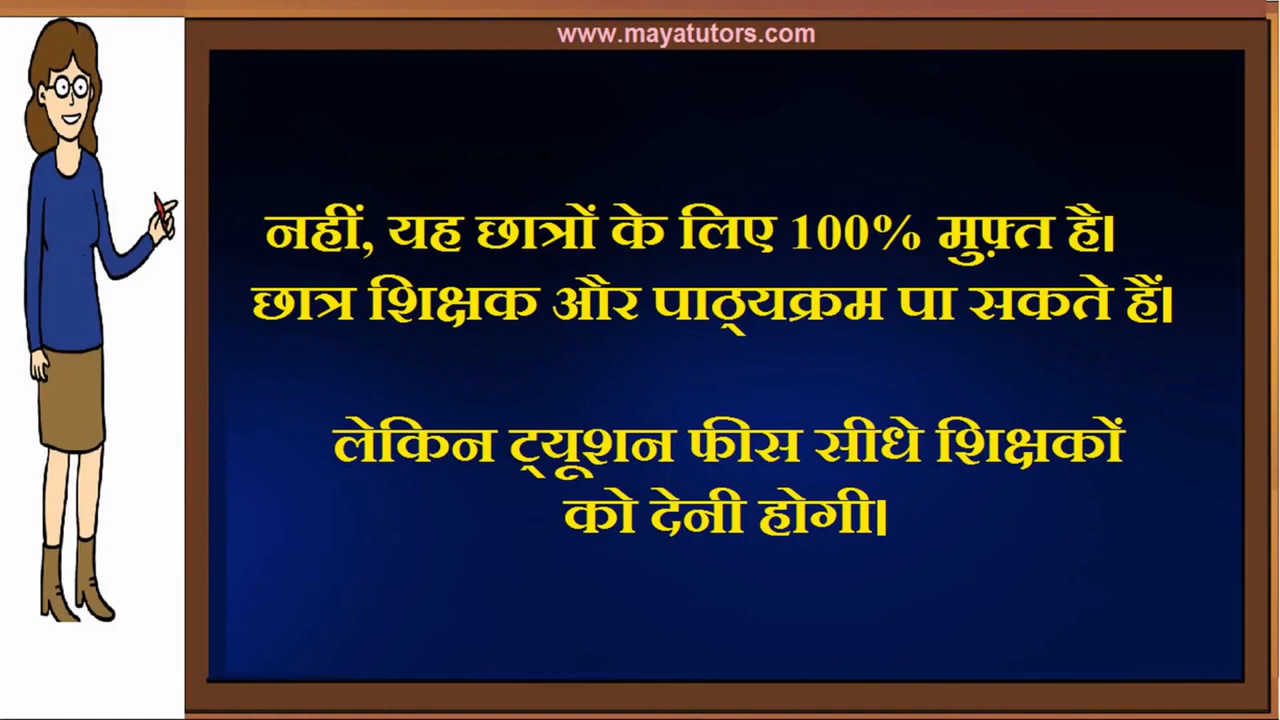 www.mayatutors.com
नहीं, यह छात्रों के लिए 100% मुफ़्त है।
छात्र शिक्षक और पाठ्यक्रम पा सकते हैं।
लेकिन ट्यूशन फीस सीधे शिक्षकों
को देनी होगी।